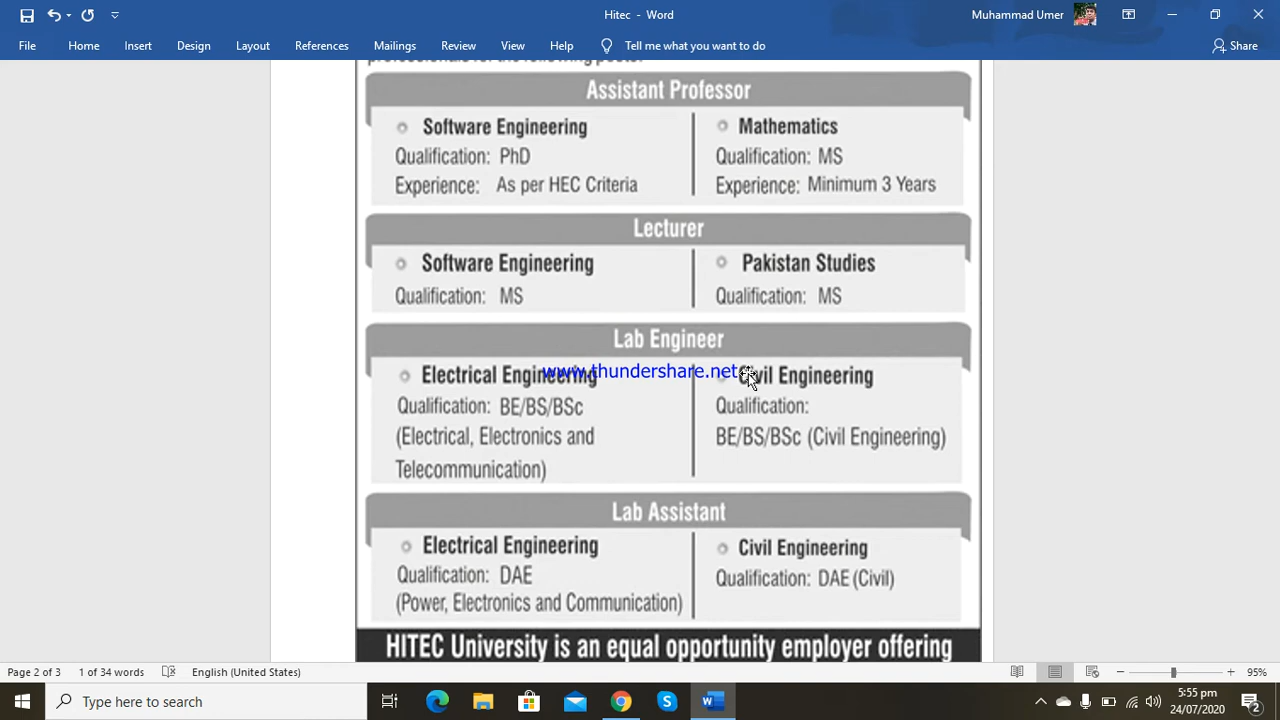 Hitec - Word
Muhammad Umer
File Home Insert Design Layout References Mailings Review View Help Tell me what you want to do Share
professionals for the following posts:
Assistant Professor
Software Engineering
Qualification: PhD
Experience: As per HEC Criteria
Mathematics
Qualification: MS
Experience: Minimum 3 Years
Lecturer
Software Engineering
Qualification: MS
Pakistan Studies
Qualification: MS
Lab Engineer
Electrical Engineering
Qualification: BE/BS/BSc
(Electrical, Electronics and
Telecommunication)
www.thundershare.net
Civil Engineering
Qualification:
BE/BS/BSc (Civil Engineering)
Lab Assistant
Electrical Engineering
Qualification: DAE
(Power, Electronics and Communication)
Civil Engineering
Qualification: DAE (Civil)
HITEC University is an equal opportunity employer offering
Page 2 of 3 1 of 34 words English (United States) 95%
Type here to search
5:55 pm
24/07/2020
2